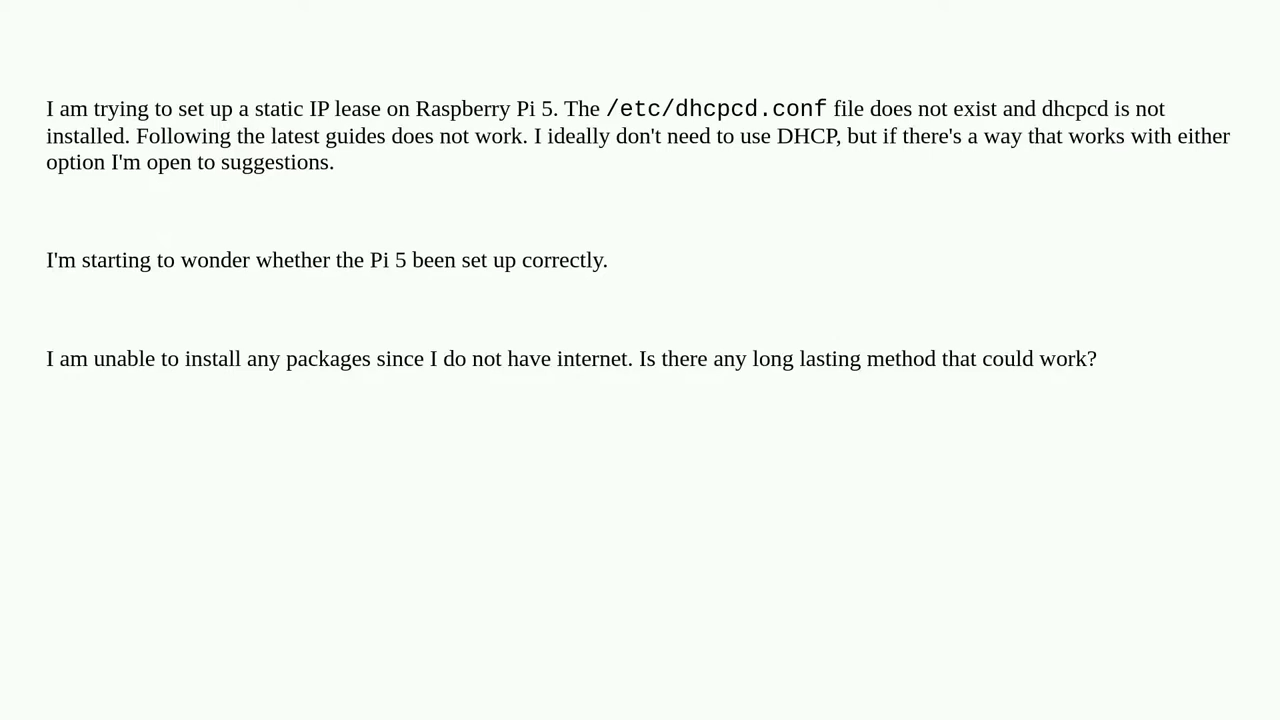 I am trying to set up a static IP lease on Raspberry Pi 5. The /etc/dhcpcd.conf file does not exist and dhcpcd is not
installed. Following the latest guides does not work. I ideally don't need to use DHCP, but if there's a way that works with either
option I'm open to suggestions.
I'm starting to wonder whether the Pi 5 been set up correctly.
I am unable to install any packages since I do not have internet. Is there any long lasting method that could work?